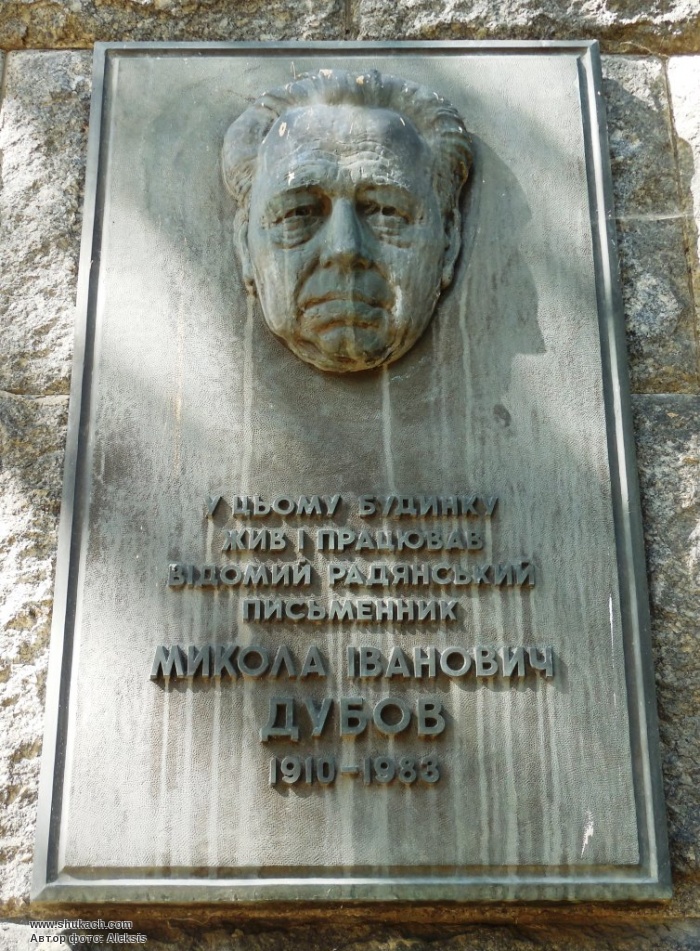 У ЦЬОМУ БУДИНКУ
ЖИВ І ПРАЦЮВАВ
ВІДОМИЙ РАДЯНСЬКИЙ
ПИСЬМЕННИК
МИКОЛА ІВАНОВИЧ
ДУБОВ
1910–1983
www.shukach.com
Автор фото: Aleksis